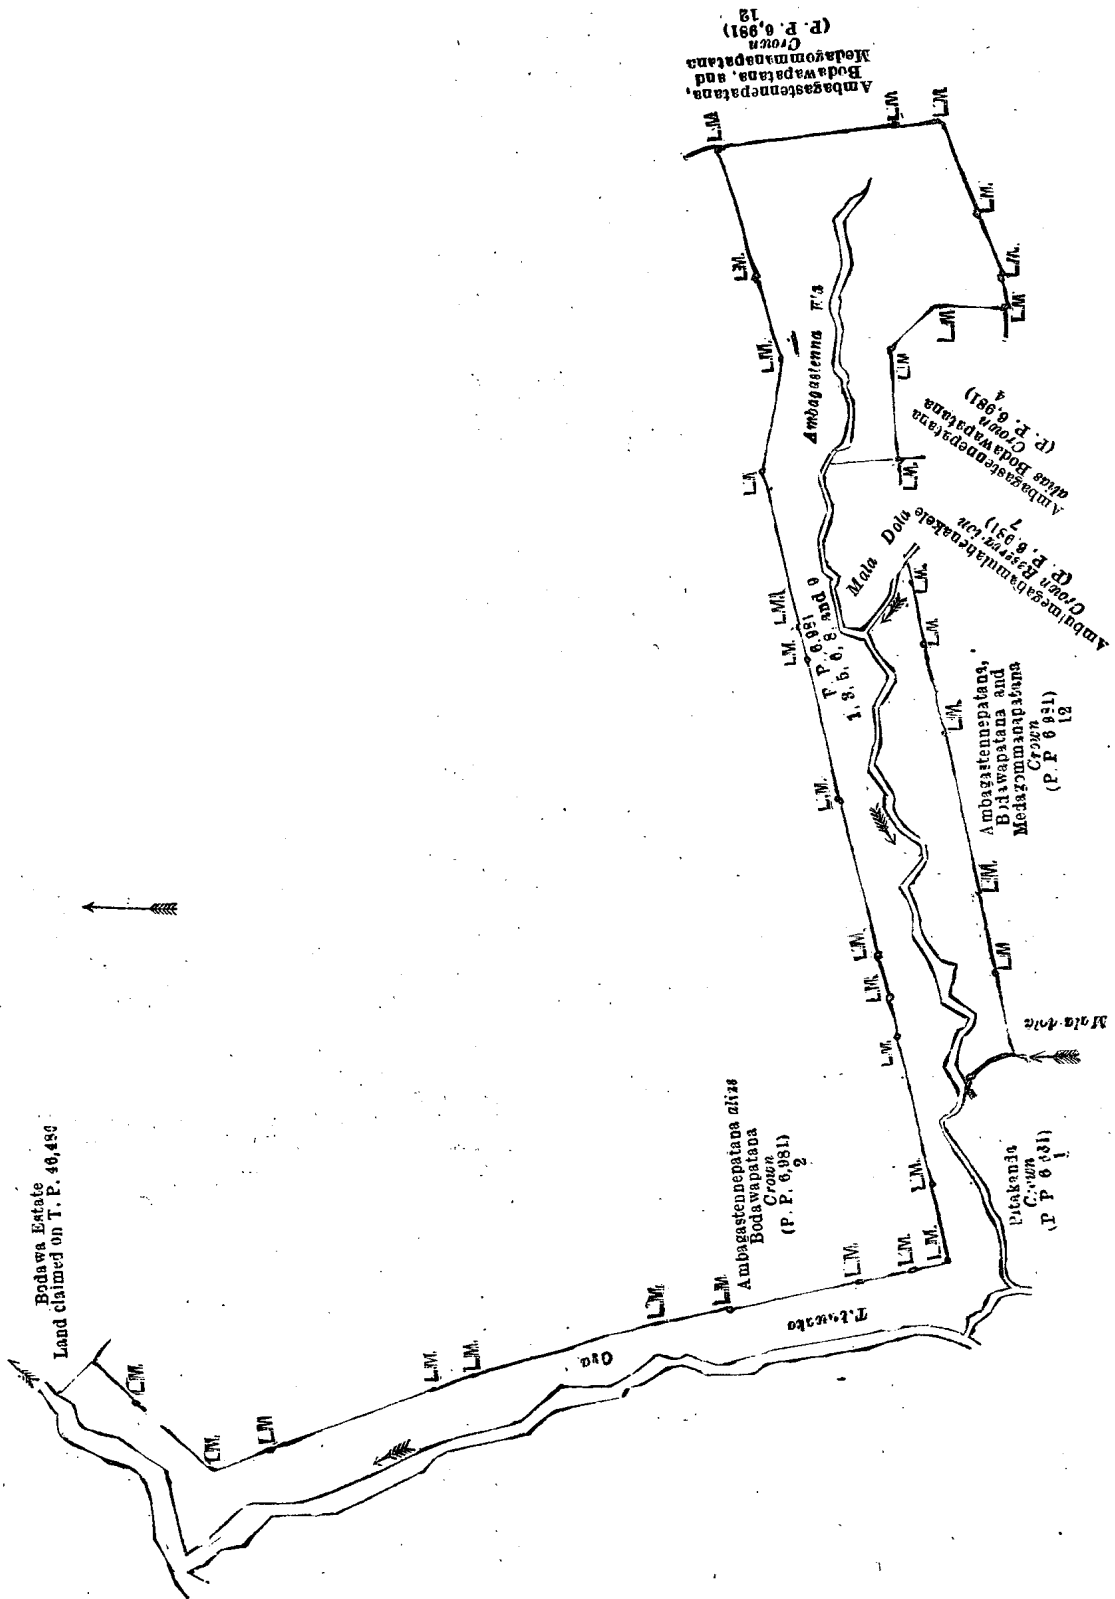 Ambagastennepatana,
Bodawapatana, and
Medagommanapatana
Crown
(P. P. 6,981)
12
L.M
L.M
L.M
L.M.
L.M.
L.M.
L.M
L.M
L.M
L.M
L.M.
L.M.
Ambagastenna
Ambagastennepatana
alias Bodawapatana
Crown
(P. P. 6,981)
4
Mala Dola
Ambulmegahamulahenakele
Crown Reservation
(P. P. 6,981)
7
L.M.
L.M.
P. P. 6,981
1, 3, 5, 6, 8, and 9
L.M.
L.M.
L.M.
L.M.
Ambagastennepatana,
Bodawapatana and
Medagommanapatana
Crown
(P. P 6 981)
12
L.M.
L.M
L.M.
L.M.
L.M.
Mala dola
Bodawa Estate
Land claimed on T. P. 46,480
L.M.
L.M.
L.M
L.M.
L.M.
L.M.
L.M.
Ambagastennepatana alias
Bodawapatana
Crown
(P. P. 6,981)
2
L.M.
L.M.
L.M.
L.M.
Oya
Pitakanda
Crown
(P P 6 981)
1